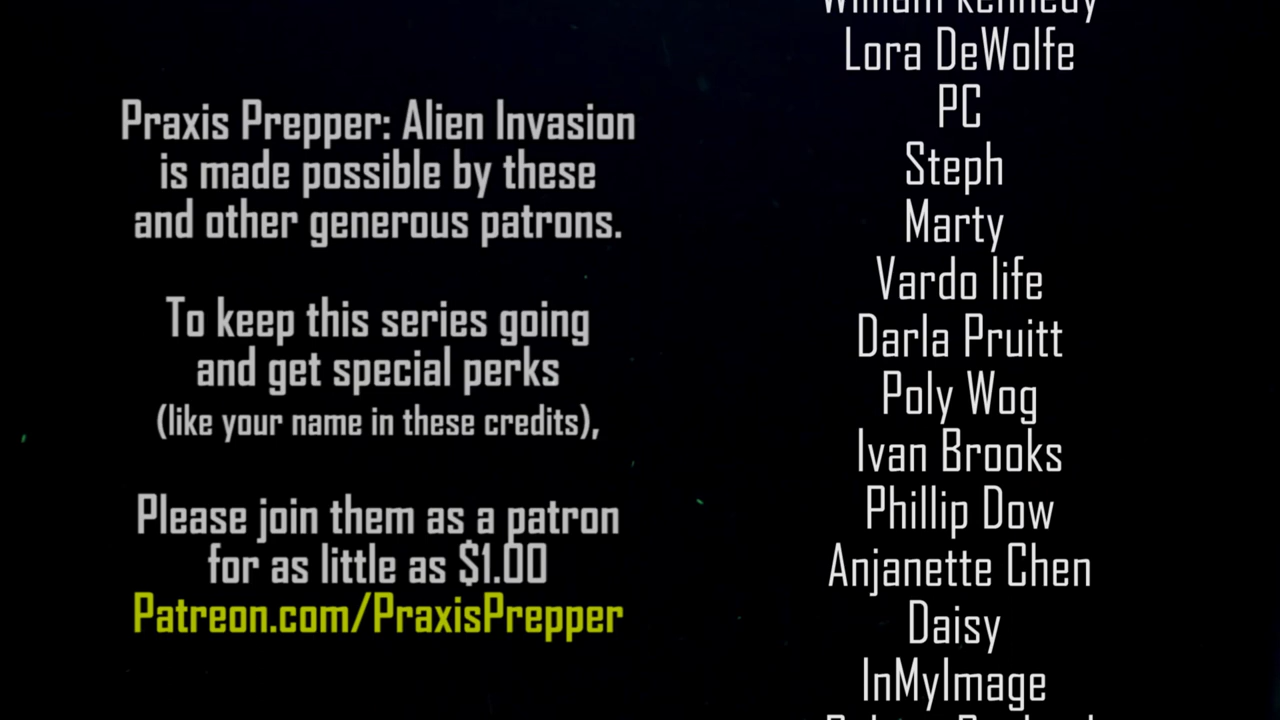 Praxis Prepper: Alien Invasion
is made possible by these
and other generous patrons.
To keep this series going
and get special perks
(like your name in these credits),
Please join them as a patron
for as little as $1.00
Patreon.com/PraxisPrepper
William Kennedy
Lora DeWolfe
PC
Steph
Marty
Vardo life
Darla Pruitt
Poly Wog
Ivan Brooks
Phillip Dow
Anjanette Chen
Daisy
InMyImage